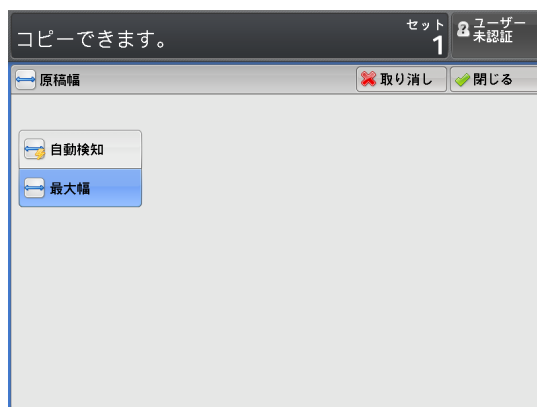 コピーできます。
セット
1
ユーザー
未認証
原稿幅
取り消し
閉じる
自動検知
最大幅